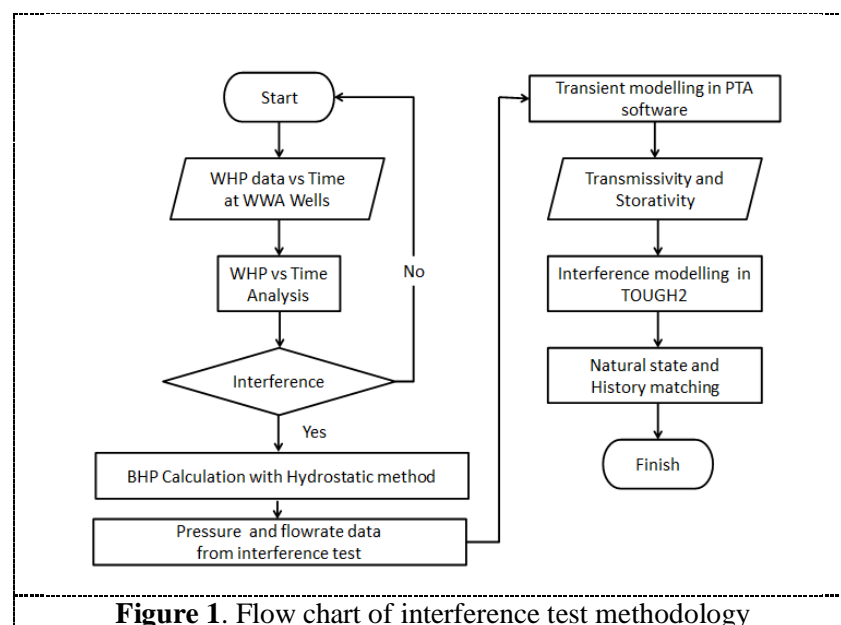 Start
WHP data vs Time
at WWA Wells
WHP vs Time
Analysis
No
Interference
Yes
BHP Calculation with Hydrostatic method
Pressure and flowrate data
from interference test
Transient modelling in PTA
software
Transmissivity and
Storativity
Interference modelling in
TOUGH2
Natural state and
History matching
Finish
Figure 1. Flow chart of interference test methodology